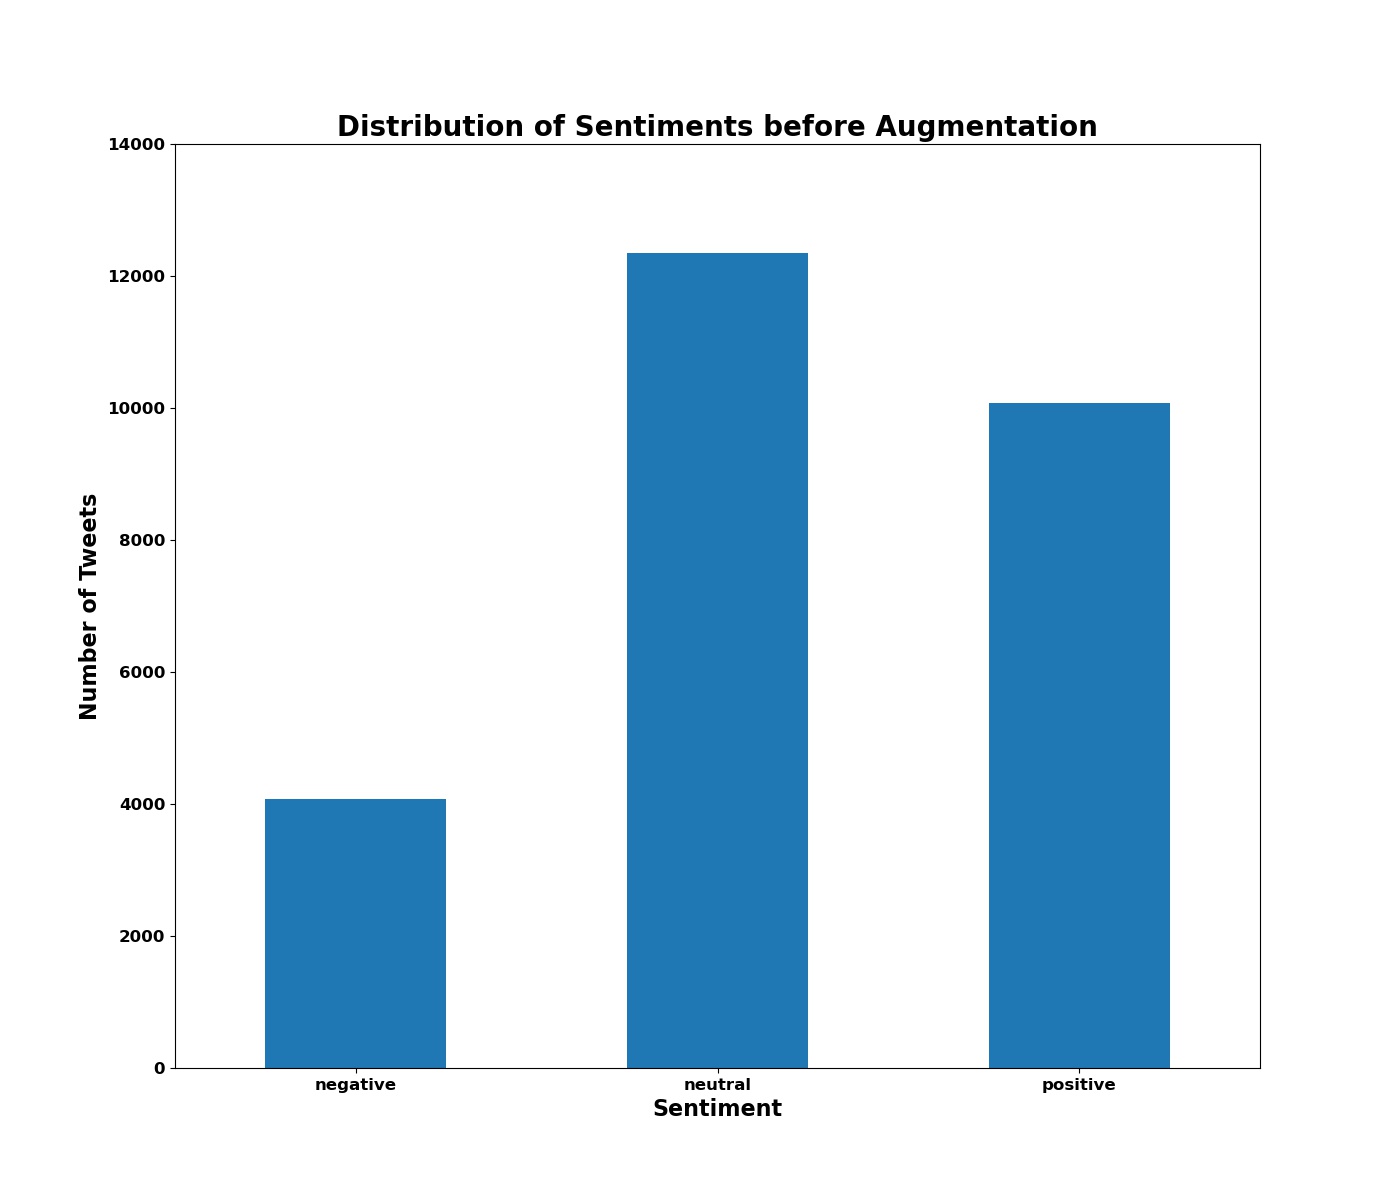 Distribution of Sentiments before Augmentation
14000
12000
10000
8000
6000
4000
2000
0
Number of Tweets
negative neutral positive
Sentiment